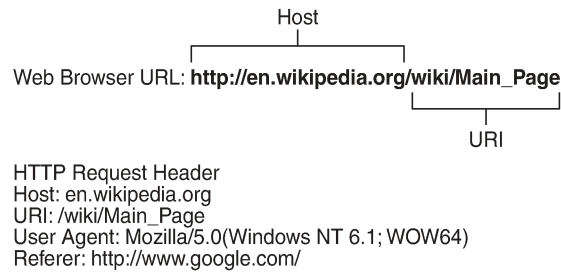 Host
Web Browser URL: http://en.wikipedia.org/wiki/Main_Page
URI
HTTP Request Header
Host: en.wikipedia.org
URI: /wiki/Main_Page
User Agent: Mozilla/5.0(Windows NT 6.1; WOW64)
Referer: http://www.google.com/